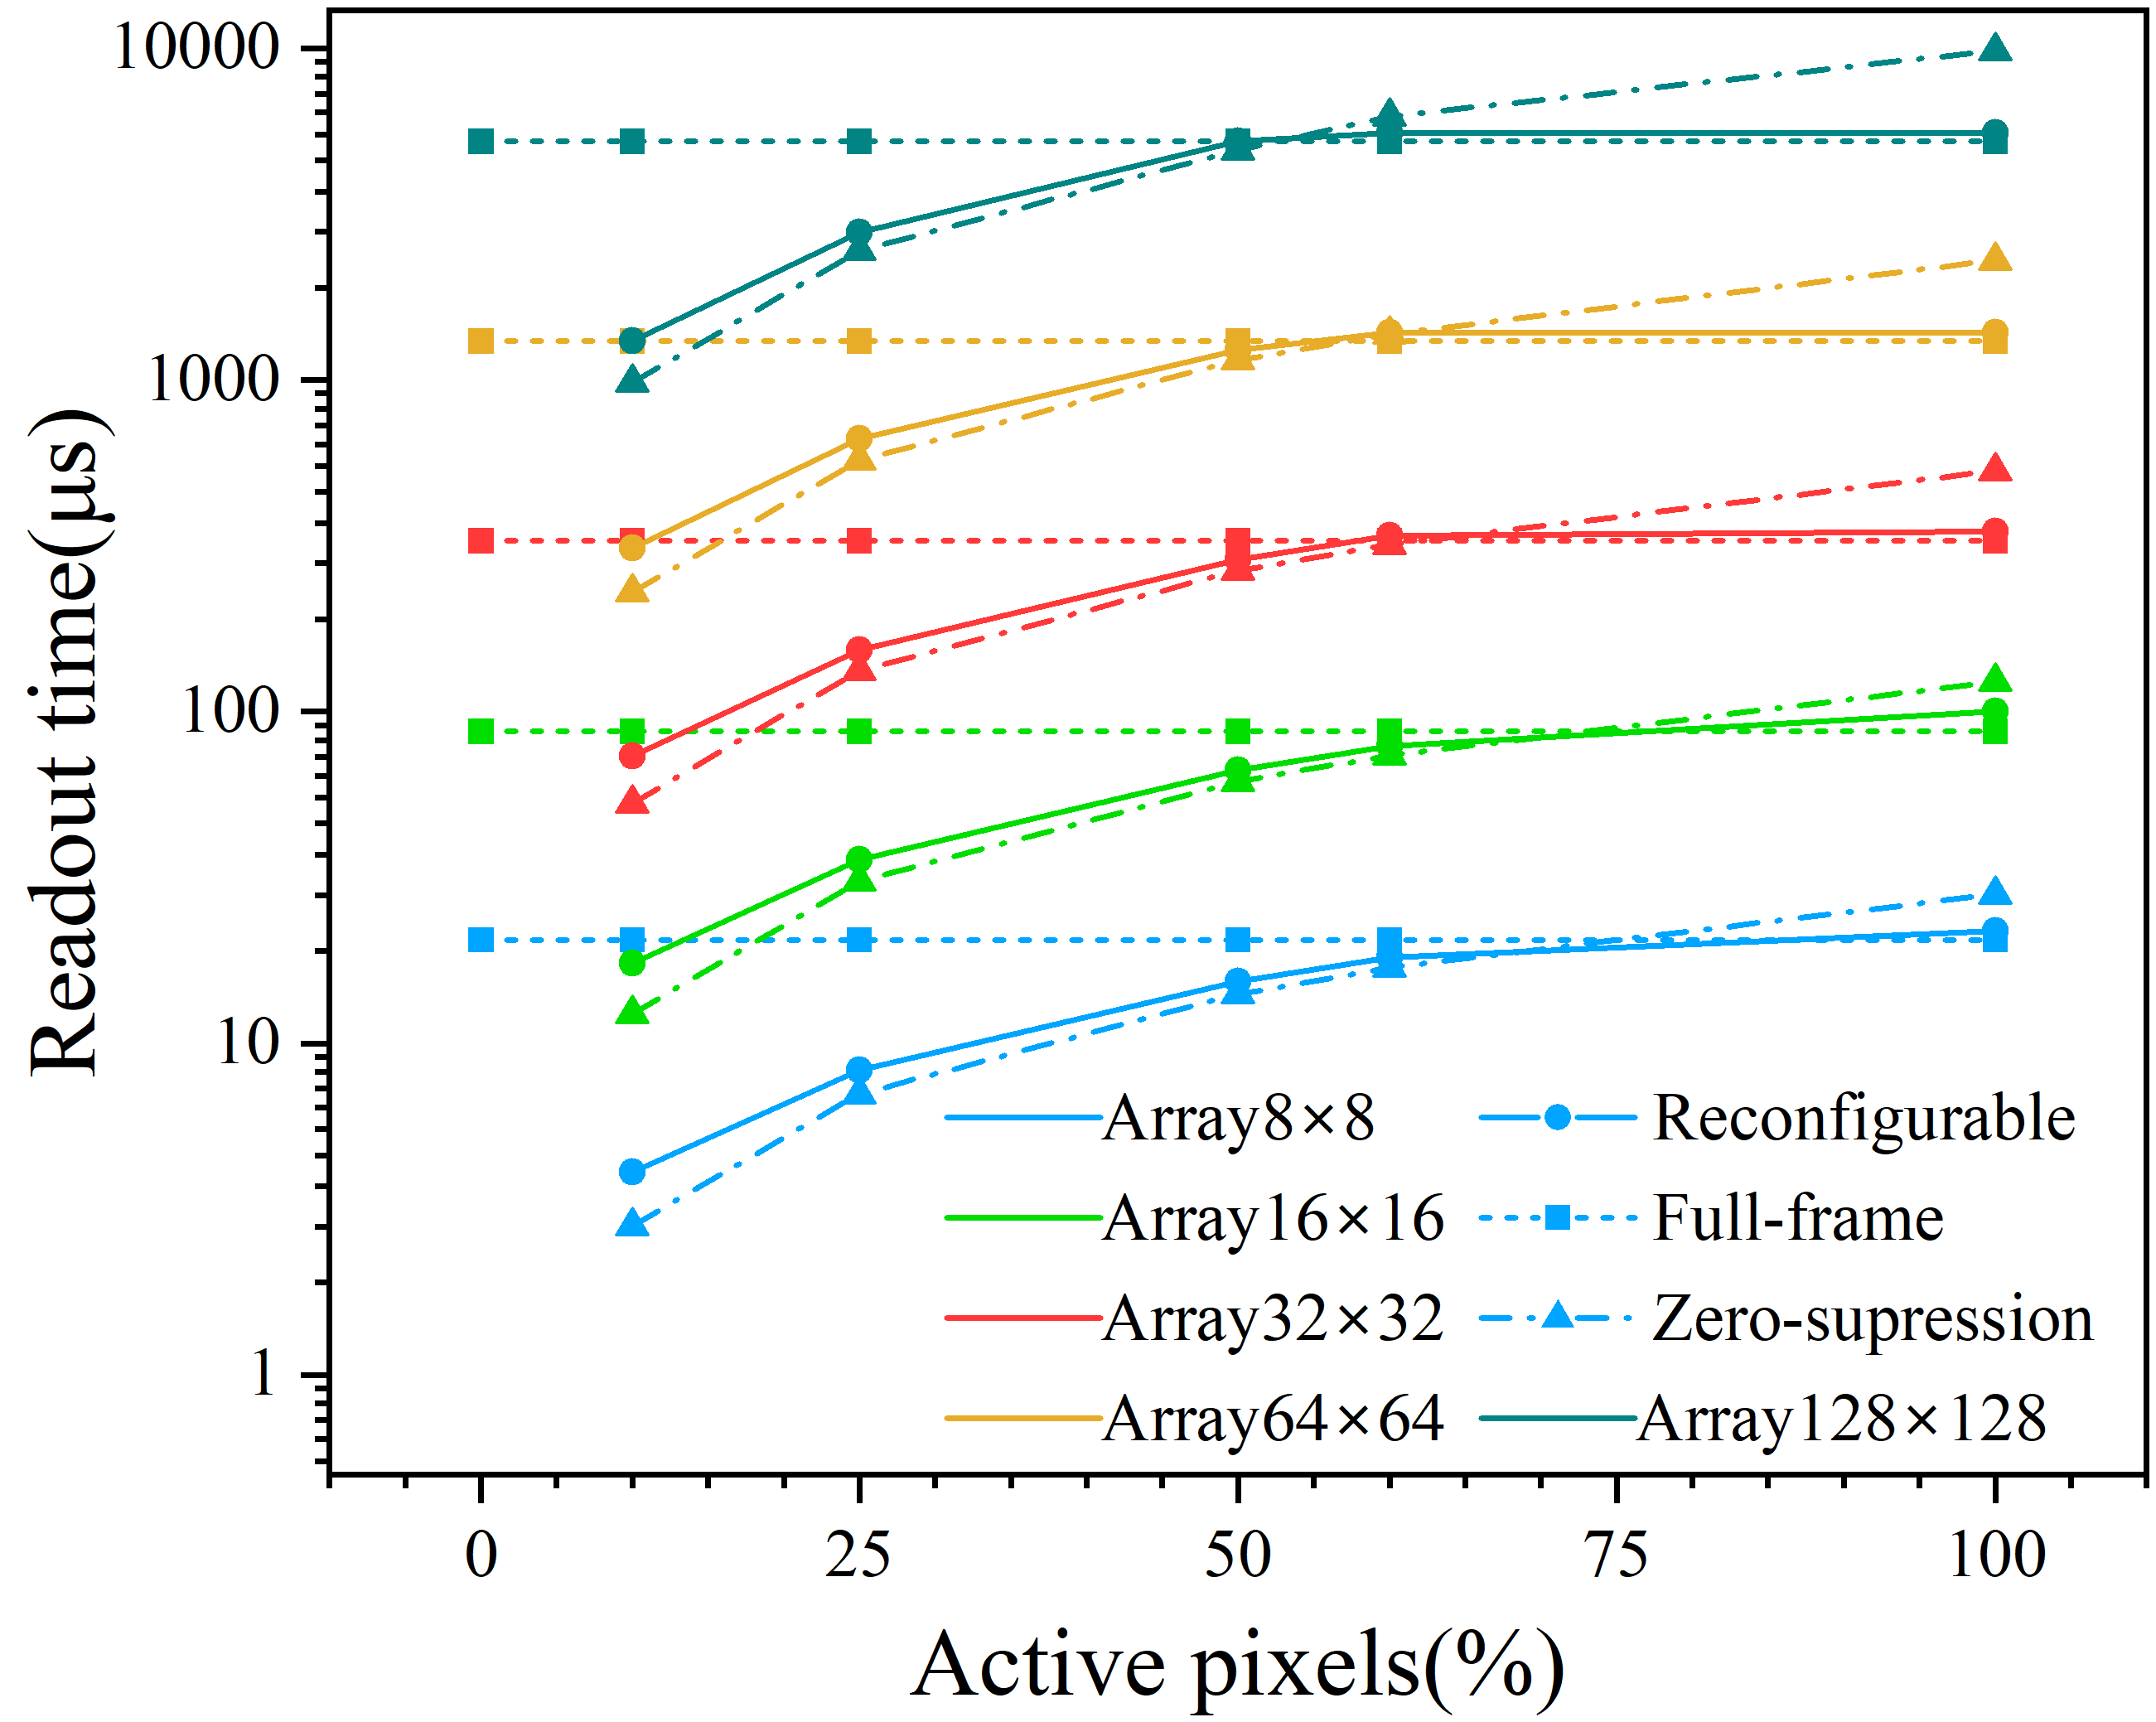 10000
1000
100
10
1
Readout time(μs)
Array8×8
Reconfigurable
Array16×16
Full-frame
Array32×32
Zero-supression
Array64×64
Array128×128
0 25 50 75 100
Active pixels(%)